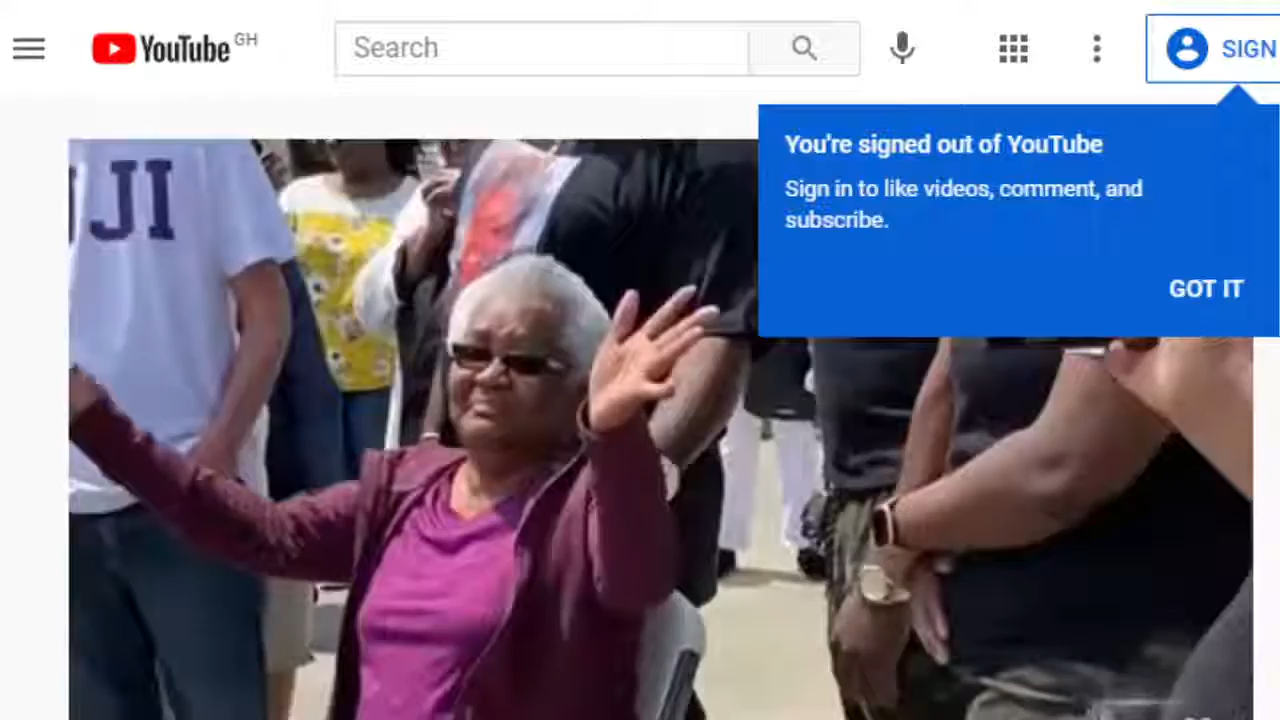 YouTube GH
Search
SIGN
You're signed out of YouTube
Sign in to like videos, comment, and
subscribe.
GOT IT
JI